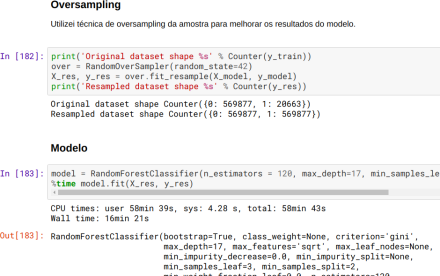 Oversampling
Utilizei técnica de oversampling da amostra para melhorar os resultados do modelo.
In [182]: print('Original dataset shape %s' % Counter(y_train))
over = RandomOverSampler(random_state=42)
X_res, y_res = over.fit_resample(X_model, y_model)
print('Resampled dataset shape %s' % Counter(y_res))
Original dataset shape Counter({0: 569877, 1: 20663})
Resampled dataset shape Counter({0: 569877, 1: 569877})
Modelo
In [183]: model = RandomForestClassifier(n_estimators = 120, max_depth=17, min_samples_le
%time model.fit(X_res, y_res)
CPU times: user 58min 39s, sys: 4.28 s, total: 58min 43s
Wall time: 16min 21s
Out[183]: RandomForestClassifier(bootstrap=True, class_weight=None, criterion='gini',
max_depth=17, max_features='sqrt', max_leaf_nodes=None,
min_impurity_decrease=0.0, min_impurity_split=None,
min_samples_leaf=3, min_samples_split=2,